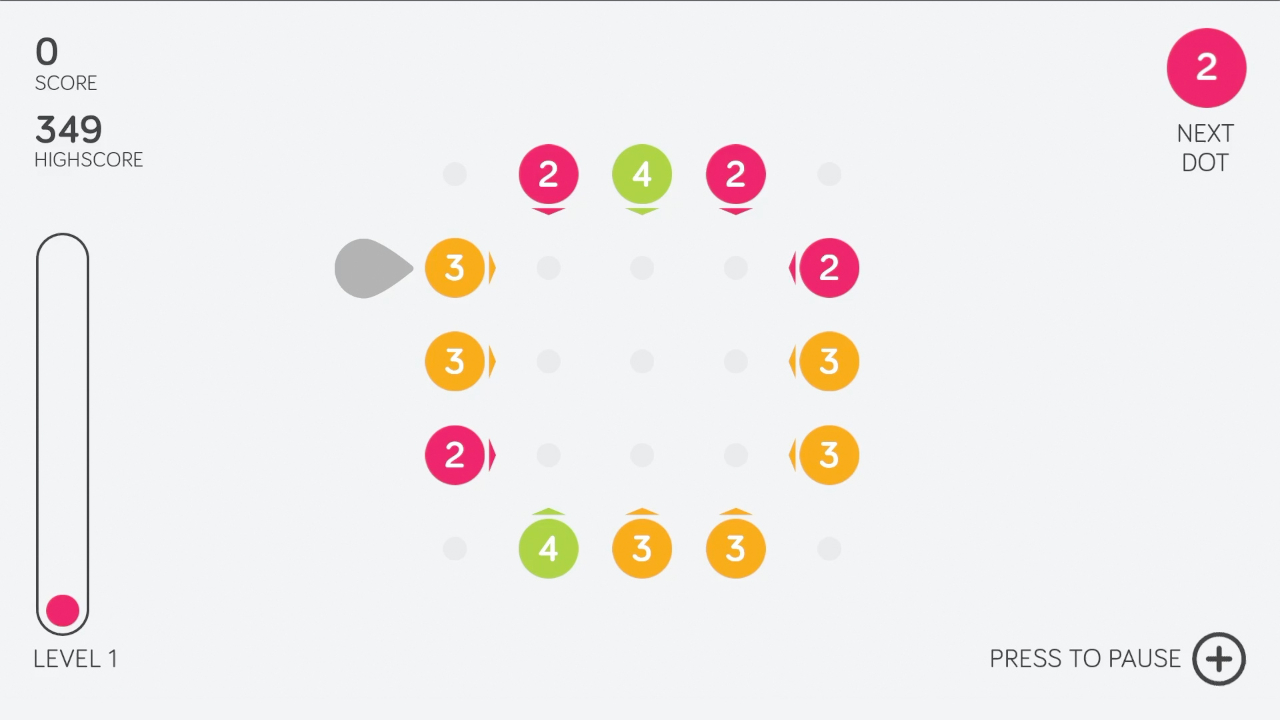 0
SCORE
349
HIGHSCORE
2
NEXT
DOT
2 4 2
3 2
3 3
2 3
4 3 3
LEVEL 1
PRESS TO PAUSE